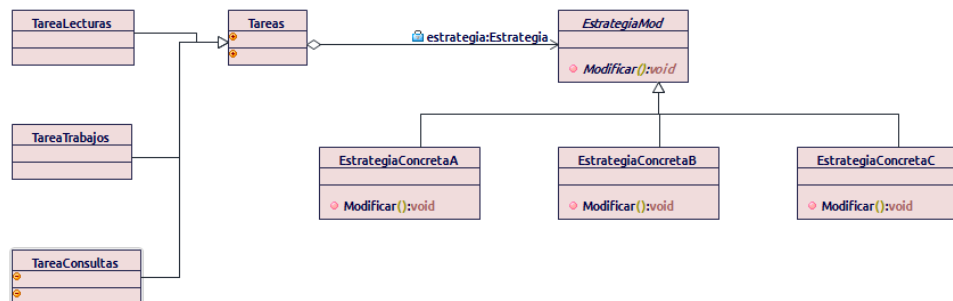 TareaLecturas
Tareas
estrategia:Estrategia
EstrategiaMod
Modificar():void
TareaTrabajos
EstrategiaConcretaA
Modificar():void
EstrategiaConcretaB
Modificar():void
EstrategiaConcretaC
Modificar():void
TareaConsultas